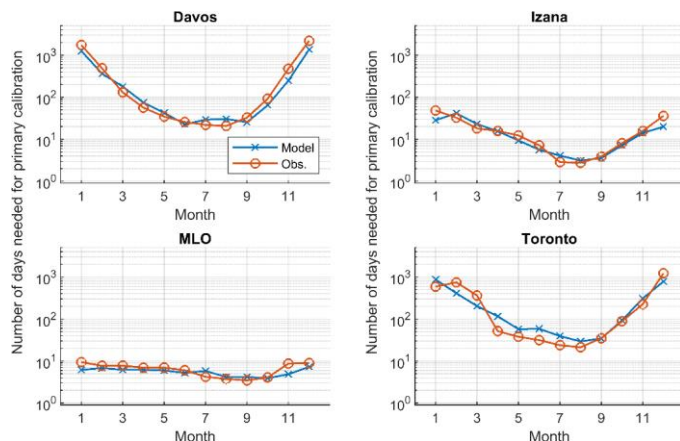 Davos
Izana
Number of days needed for primary calibration
10³
10²
10¹
10⁰
Model
Obs.
1 3 5 7 9 11
Month
10³
10²
10¹
10⁰
1 3 5 7 9 11
Month
MLO
Toronto
10³
10²
10¹
10⁰
1 3 5 7 9 11
Month
Number of days needed for primary calibration
10³
10²
10¹
10⁰
1 3 5 7 9 11
Month